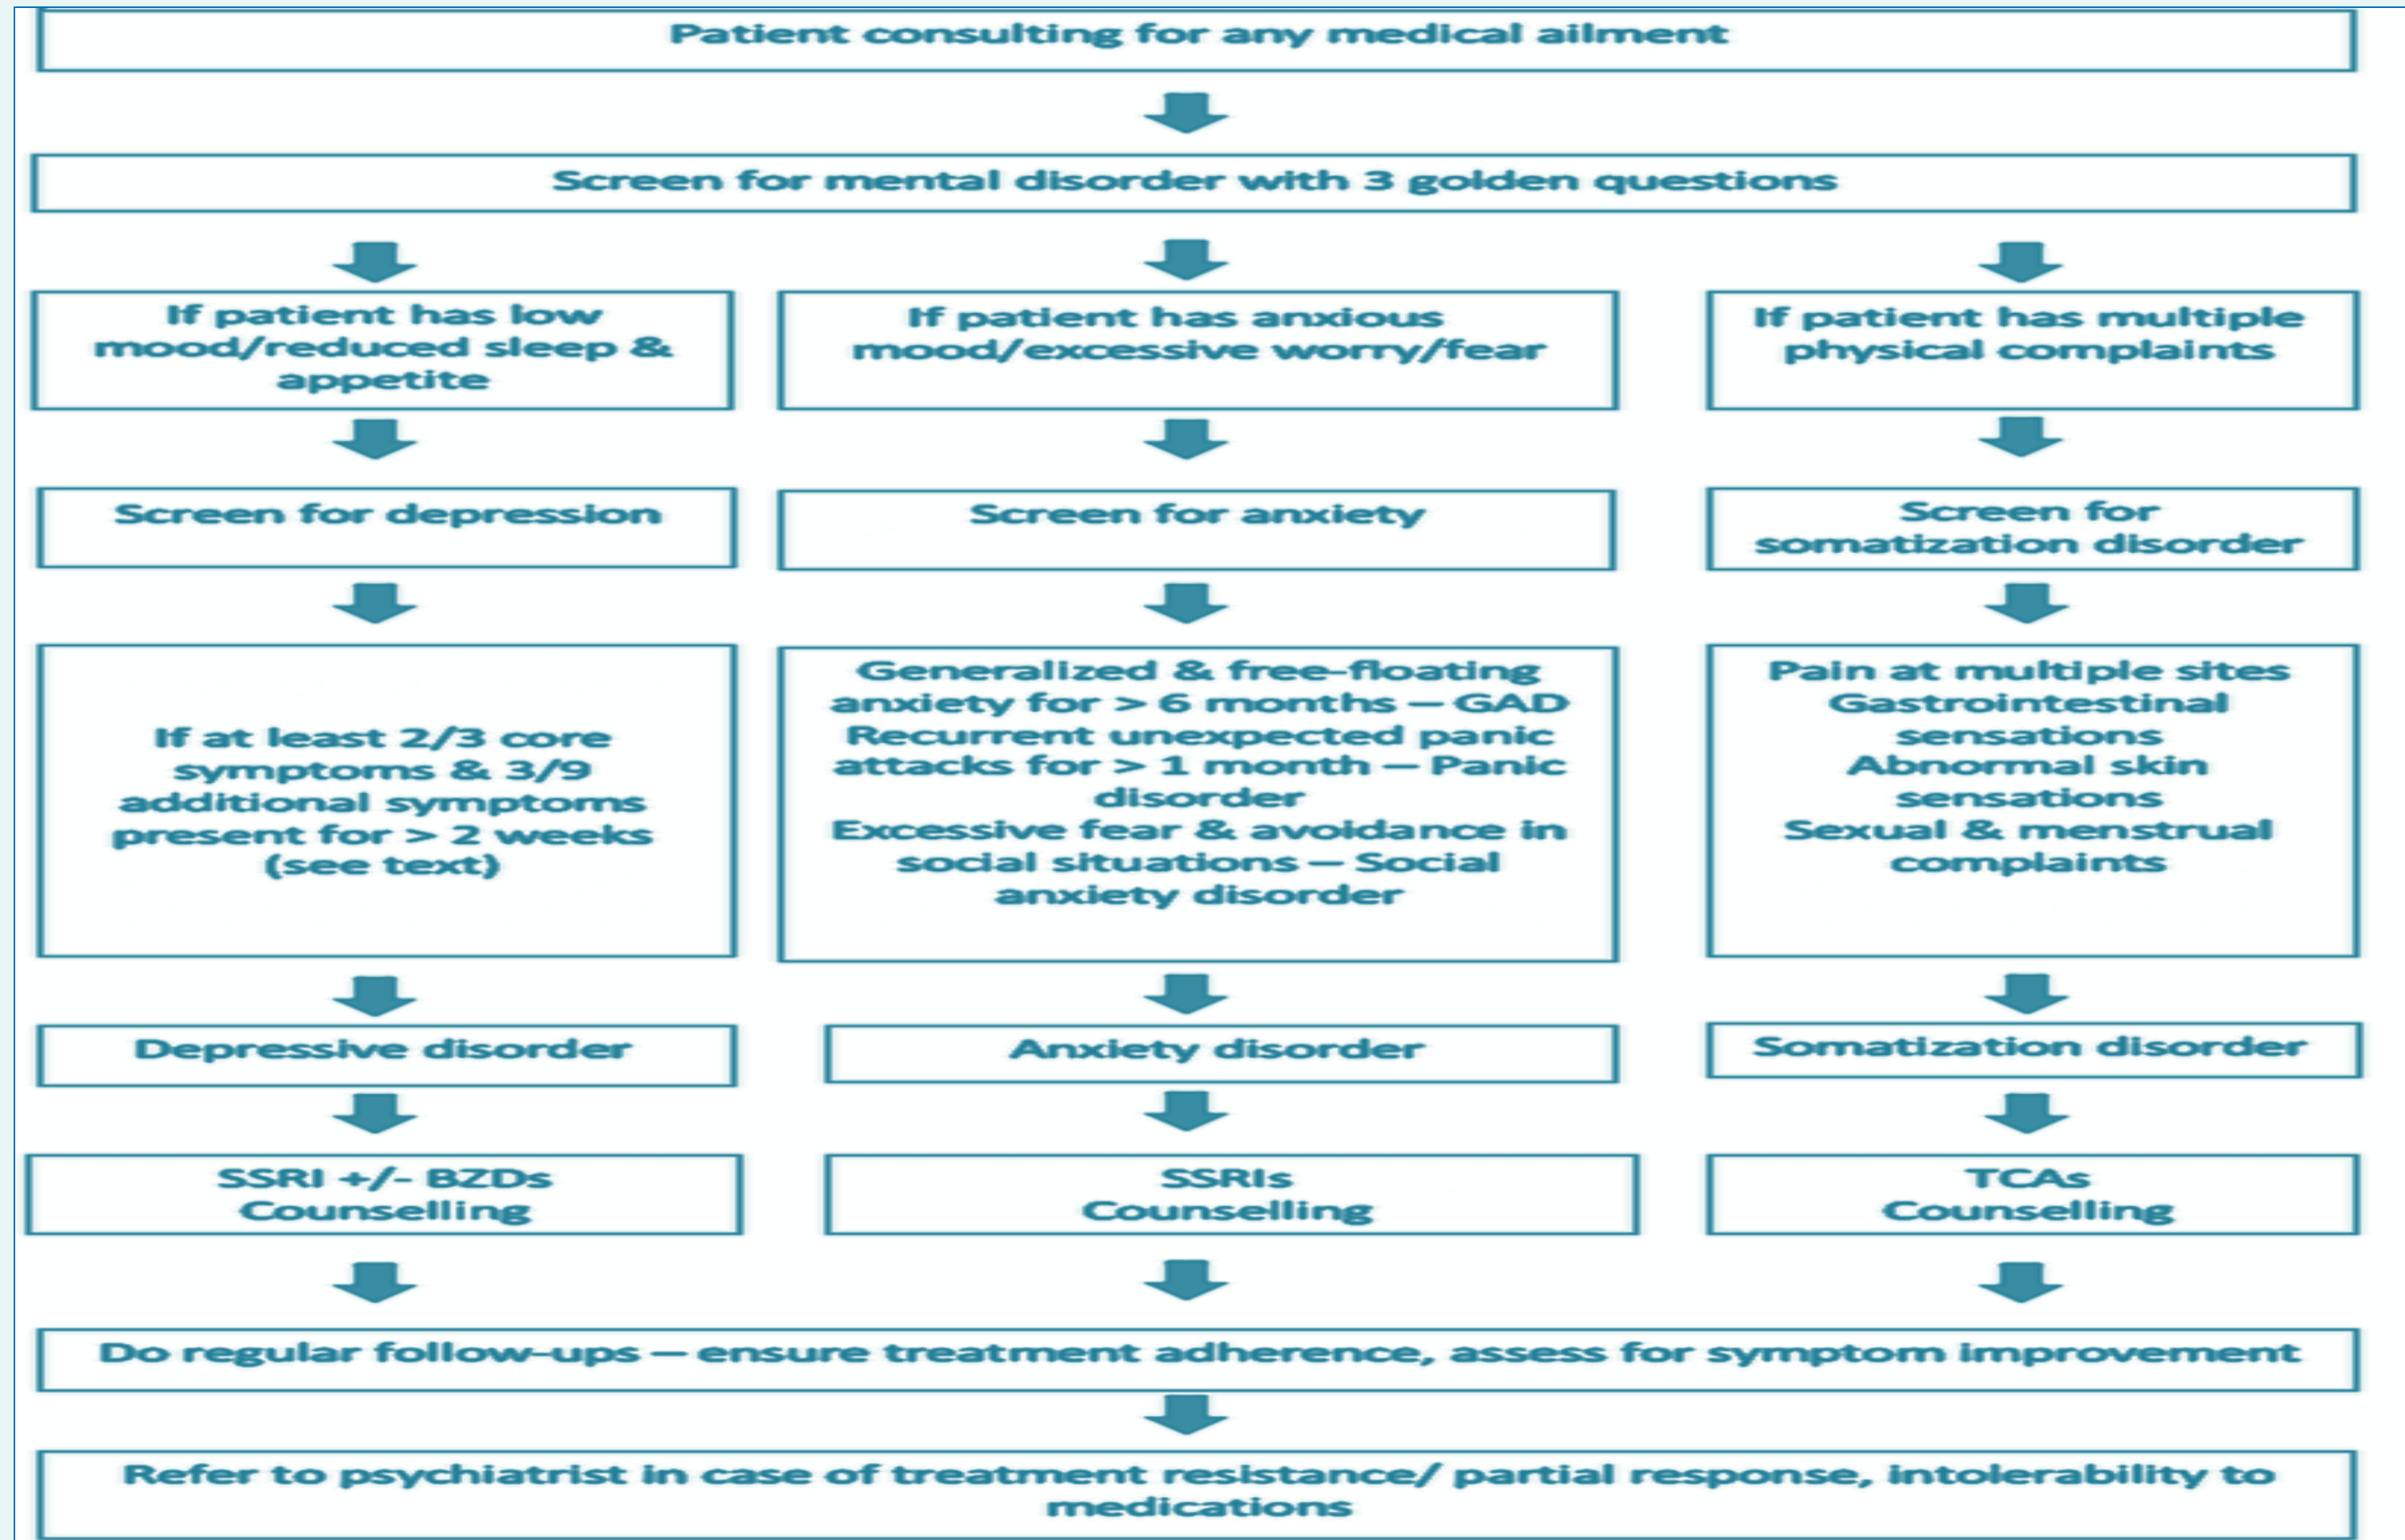 Patient consulting for any medical ailment
Screen for mental disorder with 3 golden questions
If patient has low
mood/reduced sleep &
appetite
If patient has anxious
mood/excessive worry/fear
If patient has multiple
physical complaints
Screen for depression
Screen for anxiety
Screen for
somatization disorder
If at least 2/3 core
symptoms & 3/9
additional symptoms
present for > 2 weeks
(see text)
Generalized & free-floating
anxiety for > 6 months – GAD
Recurrent unexpected panic
attacks for > 1 month – Panic
disorder
Excessive fear & avoidance in
social situations – Social
anxiety disorder
Pain at multiple sites
Gastrointestinal
sensations
Abnormal skin
sensations
Sexual & menstrual
complaints
Depressive disorder
Anxiety disorder
Somatization disorder
SSRI +/- BZDs
Counselling
SSRIs
Counselling
TCAs
Counselling
Do regular follow-ups – ensure treatment adherence, assess for symptom improvement
Refer to psychiatrist in case of treatment resistance/ partial response, intolerability to
medications